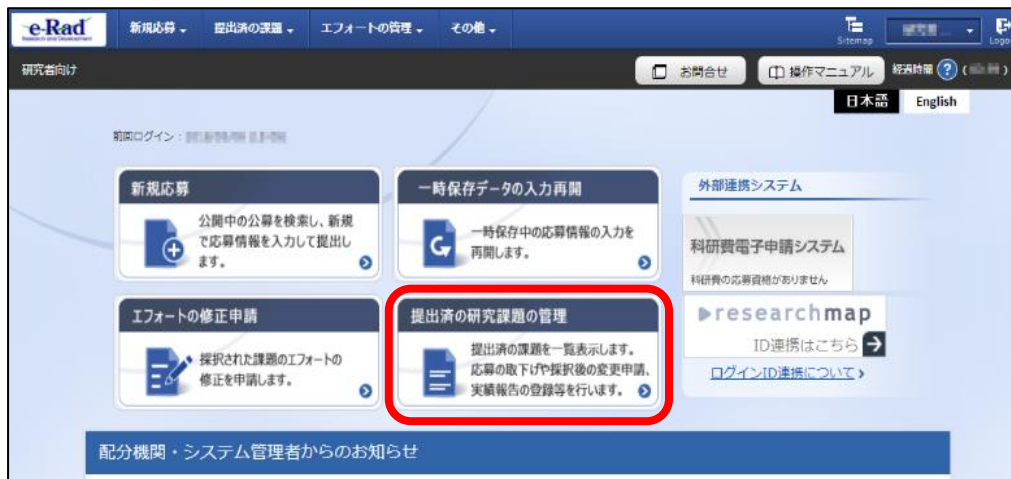 e-Rad
新規応募
提出済の課題
エフォートの管理
その他
Sitemap
研究者向け
お問合せ
操作マニュアル
経過時間
日本語
English
前回ログイン：
新規応募
公開中の公募を検索し、新規
で応募情報を入力して提出し
ます。
一時保存データの入力再開
一時保存中の応募情報の入力を
再開します。
外部連携システム
科研費電子申請システム
科研費の応募資格がありません
エフォートの修正申請
採択された課題のエフォートの
修正を申請します。
提出済の研究課題の管理
提出済の課題を一覧表示します。
応募の取下げや採択後の変更申請、
実績報告の登録等を行います。
researchmap
ID連携はこちら
ログインID連携について
配分機関・システム管理者からのお知らせ